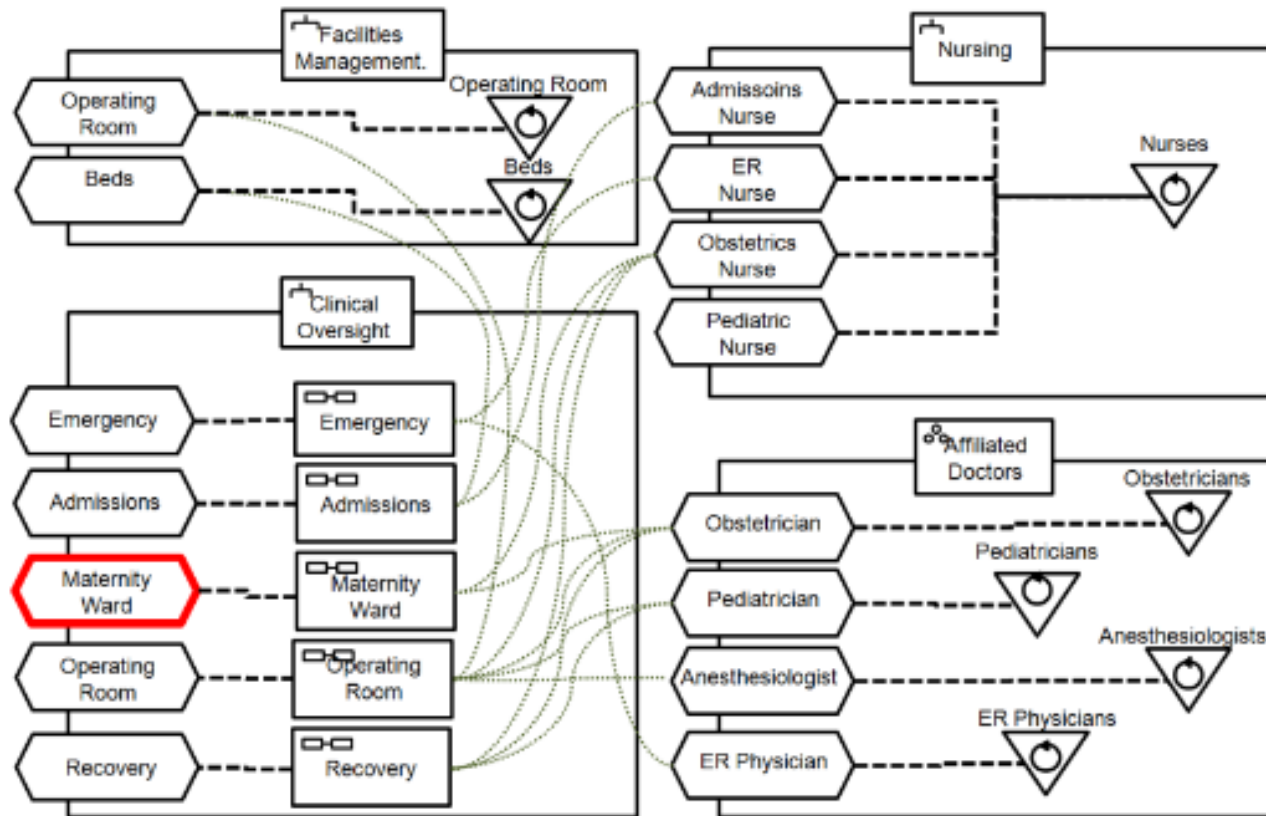 Facilities
Management.
Operating
Room
Operating Room
Beds
Beds
Nursing
Admissoins
Nurse
ER
Nurse
Obstetrics
Nurse
Pediatric
Nurse
Nurses
Clinical
Oversight
Emergency
Emergency
Admissions
Admissions
Maternity
Ward
Maternity
Ward
Operating
Room
Operating
Room
Recovery
Recovery
Affiliated
Doctors
Obstetricians
Obstetrician
Pediatricians
Pediatrician
Anesthesiologists
Anesthesiologist
ER Physicians
ER Physician